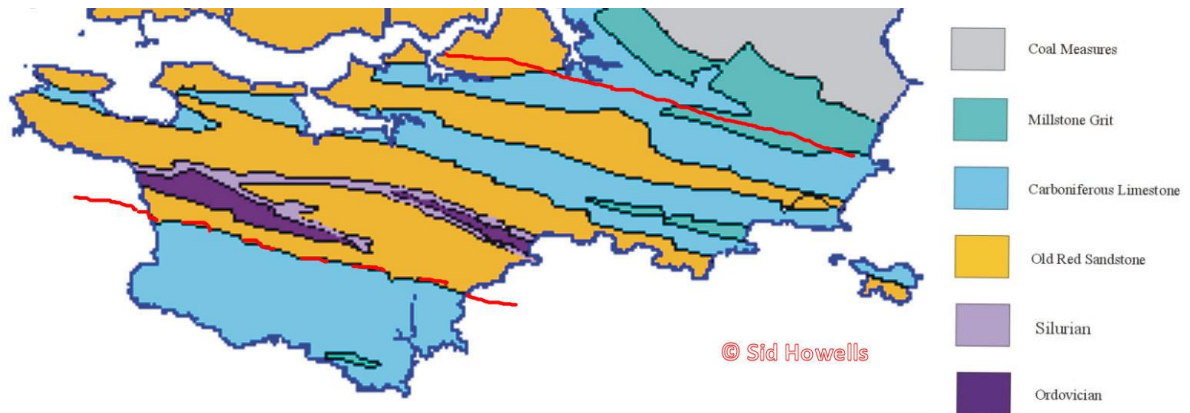 Coal Measures
Millstone Grit
Carboniferous Limestone
Old Red Sandstone
Silurian
Ordovician
© Sid Howells